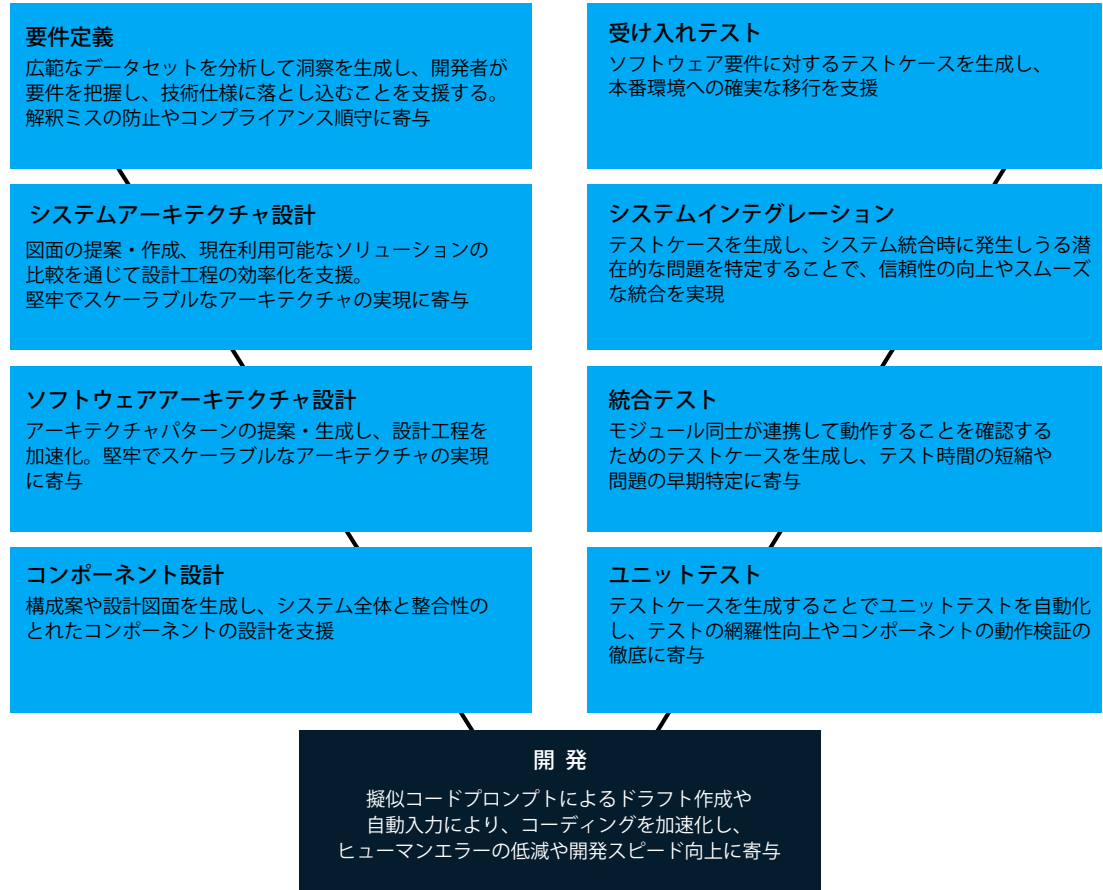 要件定義
広範なデータセットを分析して洞察を生成し、開発者が
要件を把握し、技術仕様に落とし込むことを支援する。
解釈ミスの防止やコンプライアンス順守に寄与
システムアーキテクチャ設計
図面の提案・作成、現在利用可能なソリューションの
比較を通じて設計工程の効率化を支援。
堅牢でスケーラブルなアーキテクチャの実現に寄与
ソフトウェアアーキテクチャ設計
アーキテクチャパターンの提案・生成し、設計工程を
加速化。堅牢でスケーラブルなアーキテクチャの実現
に寄与
コンポーネント設計
構成案や設計図面を生成し、システム全体と整合性の
とれたコンポーネントの設計を支援
開 発
擬似コードプロンプトによるドラフト作成や
自動入力により、コーディングを加速化し、
ヒューマンエラーの低減や開発スピード向上に寄与
受け入れテスト
ソフトウェア要件に対するテストケースを生成し、
本番環境への確実な移行を支援
システムインテグレーション
テストケースを生成し、システム統合時に発生しうる潜
在的な問題を特定することで、信頼性の向上やスムーズ
な統合を実現
統合テスト
モジュール同士が連携して動作することを確認する
ためのテストケースを生成し、テスト時間の短縮や
問題の早期特定に寄与
ユニットテスト
テストケースを生成することでユニットテストを自動化
し、テストの網羅性向上やコンポーネントの動作検証の
徹底に寄与